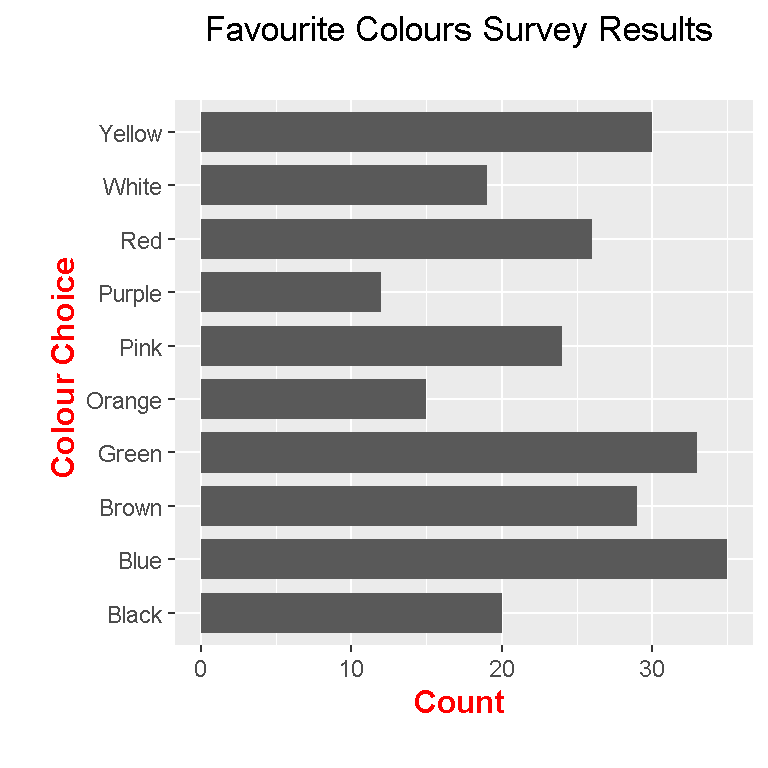 Favourite Colours Survey Results
Colour Choice
Yellow
White
Red
Purple
Pink
Orange
Green
Brown
Blue
Black
0 10 20 30
Count